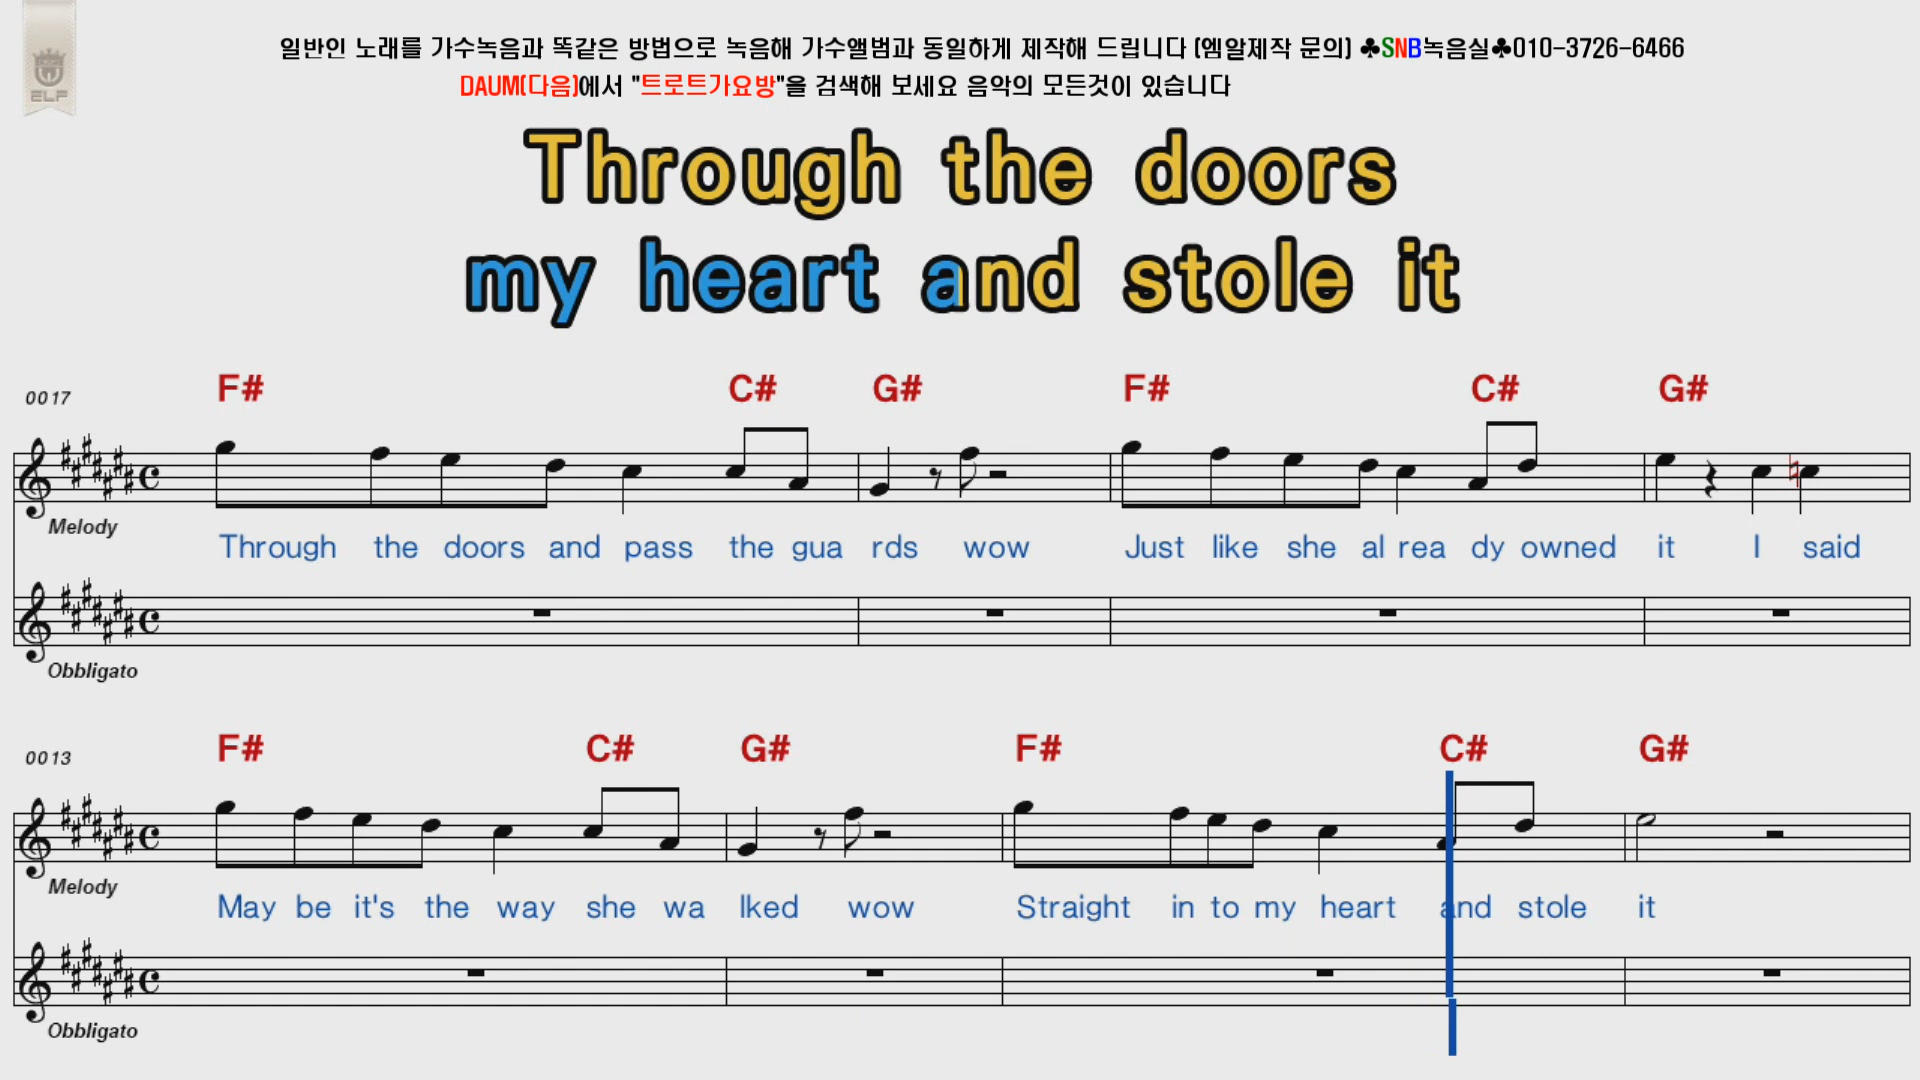 일반인 노래를 가수녹음과 똑같은 방법으로 녹음해 가수앨범과 동일하게 제작해 드립니다 (엠알제작 문의) ♣SNB녹음실♣010-3726-6466
DAUM(다음)에서 "트로트가요방"을 검색해 보세요 음악의 모든것이 있습니다
ELF
Through the doors
my heart and stole it
0017 F# C# G# F# C# G#
Melody
Through the doors and pass the gua rds wow Just like she al rea dy owned it I said
Obbligato
0013 F# C# G# F# C# G#
Melody
May be it's the way she wa lked wow Straight in to my heart and stole it
Obbligato